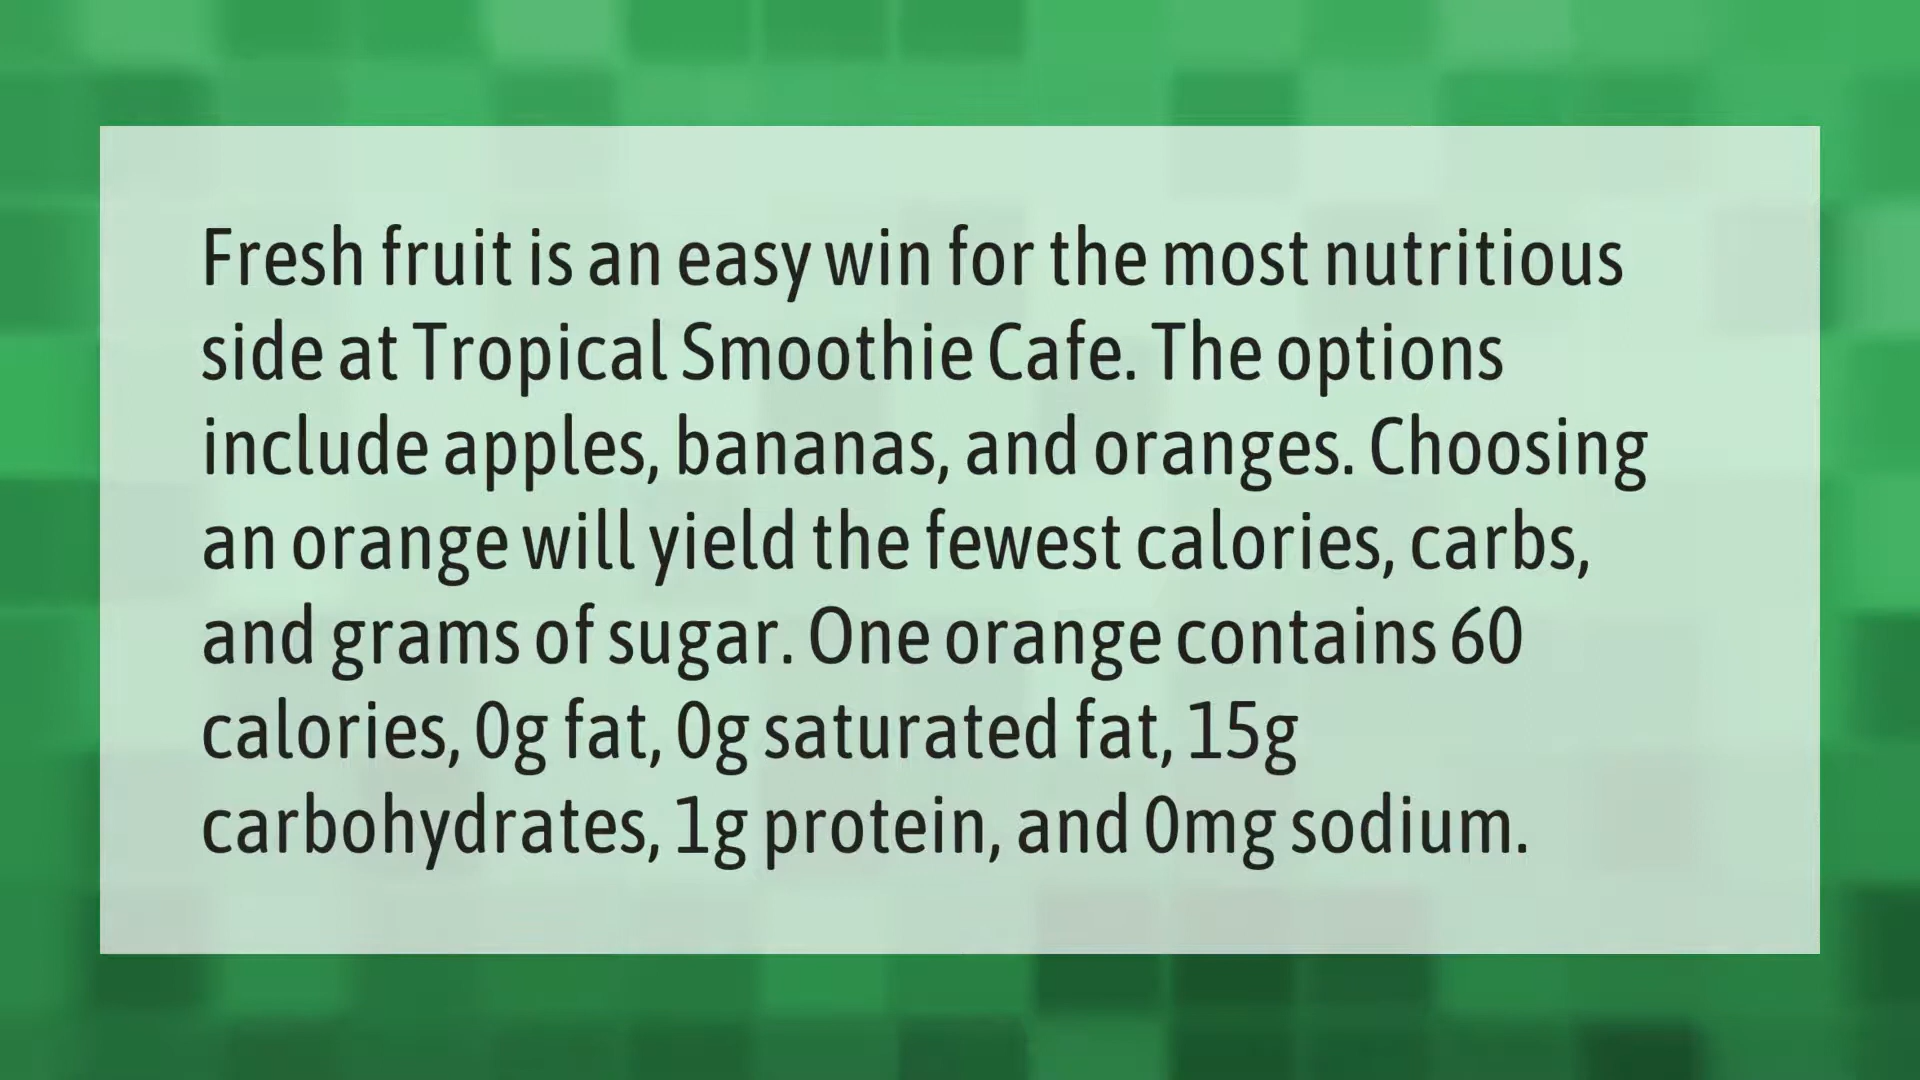 Fresh fruit is an easy win for the most nutritious
side at Tropical Smoothie Cafe. The options
include apples, bananas, and oranges. Choosing
an orange will yield the fewest calories, carbs,
and grams of sugar. One orange contains 60
calories, 0g fat, 0g saturated fat, 15g
carbohydrates, 1g protein, and 0mg sodium.